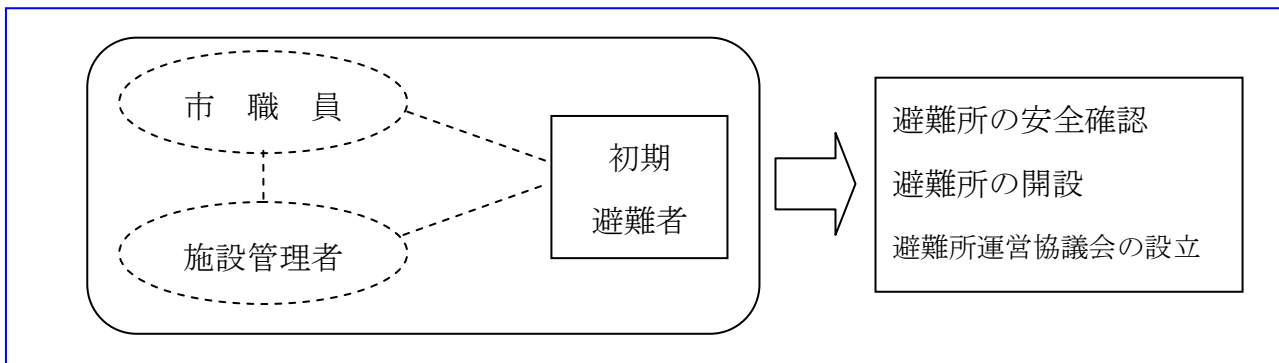 市　職　員
施設管理者
初期
避難者
避難所の安全確認
避難所の開設
避難所運営協議会の設立